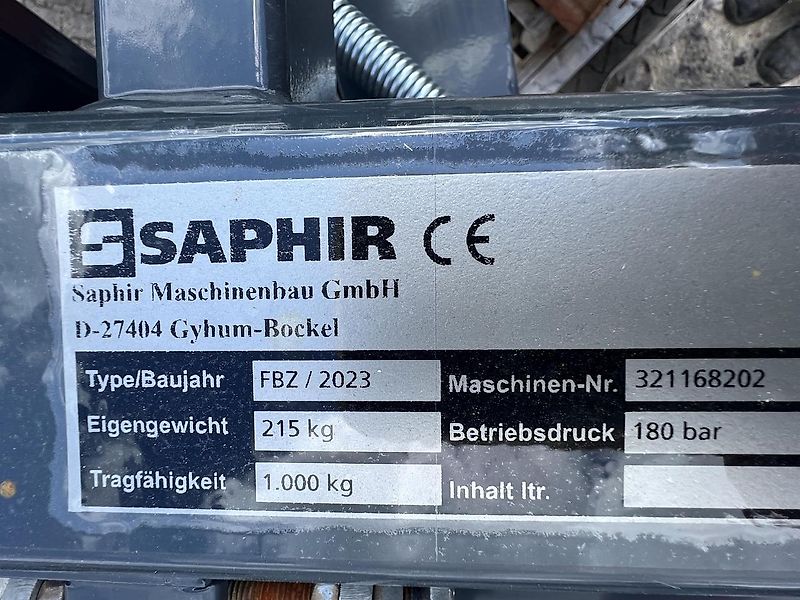 SAPHIR CE
Saphir Maschinenbau GmbH
D-27404 Gyhum-Bockel
Type/Baujahr FBZ / 2023 Maschinen-Nr. 321168202
Eigengewicht 215 kg Betriebsdruck 180 bar
Tragfähigkeit 1.000 kg Inhalt ltr.